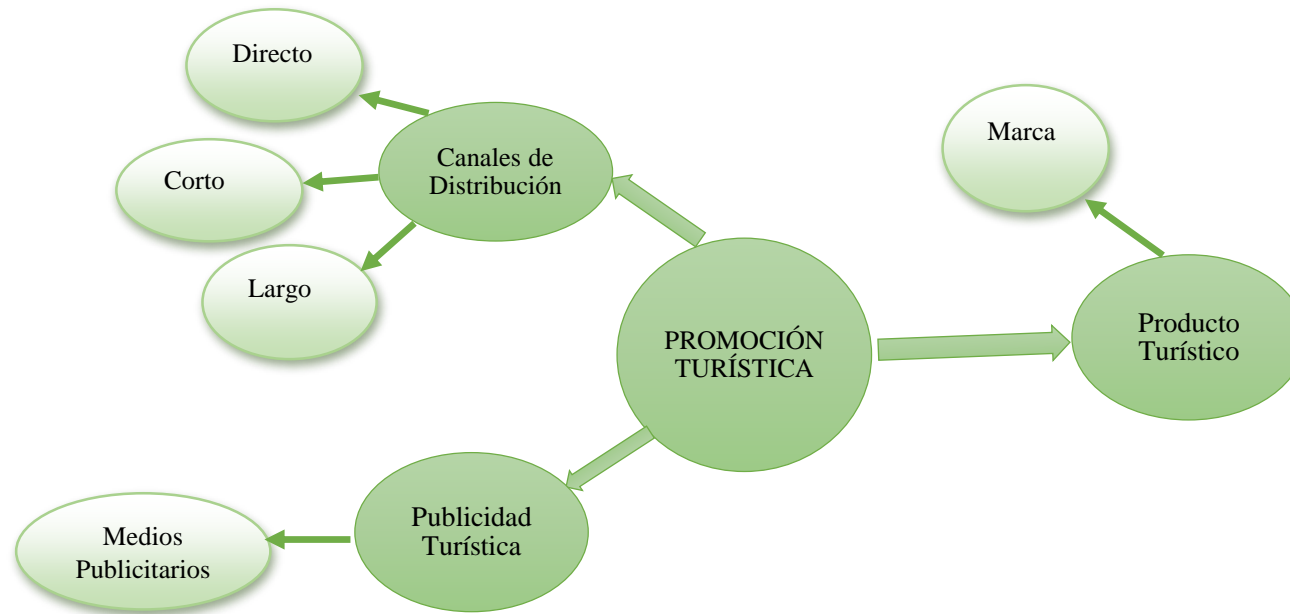 Directo
Canales de
Distribución
Corto
Largo
Marca
PROMOCIÓN
TURÍSTICA
Producto
Turístico
Publicidad
Turística
Medios
Publicitarios